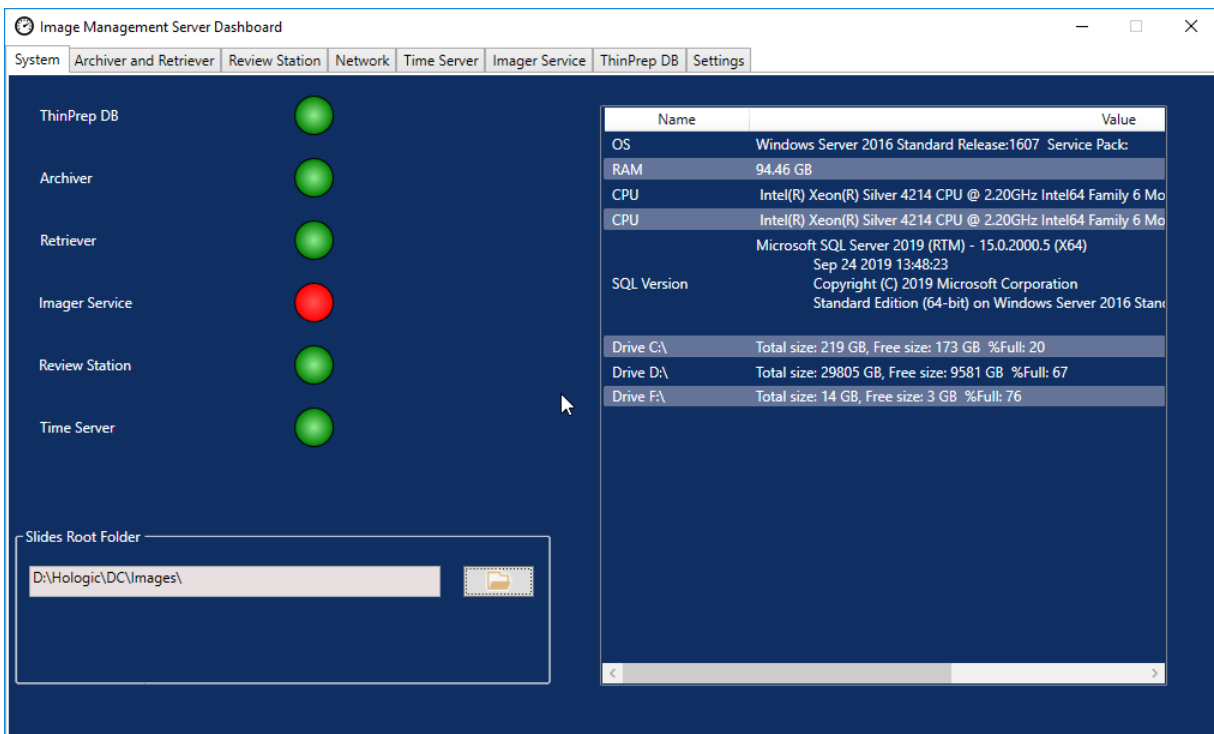 Image Management Server Dashboard
System Archiver and Retriever Review Station Network Time Server Imager Service ThinPrep DB Settings
ThinPrep DB
Archiver
Retriever
Imager Service
Review Station
Time Server
Slides Root Folder
D:\Hologic\DC\Images\
Name Value
OS Windows Server 2016 Standard Release:1607 Service Pack:
RAM 94.46 GB
CPU Intel(R) Xeon(R) Silver 4214 CPU @ 2.20GHz Intel64 Family 6 Mo
CPU Intel(R) Xeon(R) Silver 4214 CPU @ 2.20GHz Intel64 Family 6 Mo
Microsoft SQL Server 2019 (RTM) - 15.0.2000.5 (X64)
Sep 24 2019 13:48:23
SQL Version Copyright (C) 2019 Microsoft Corporation
Standard Edition (64-bit) on Windows Server 2016 Stan
Drive C:\ Total size: 219 GB, Free size: 173 GB %Full: 20
Drive D:\ Total size: 29805 GB, Free size: 9581 GB %Full: 67
Drive F:\ Total size: 14 GB, Free size: 3 GB %Full: 76